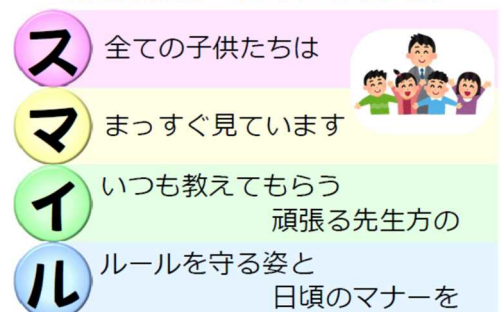 ス 全ての子供たちは
マ まっすぐ見ています
イ いつも教えてもらう
頑張る先生方の
ル ルールを守る姿と
日頃のマナーを